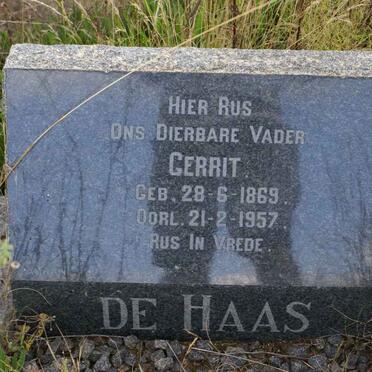 HIER RUS
ONS DIERBARE VADER
GERRIT
GEB. 28-6-1869.
OORL. 21-2-1957.
RUS IN VREDE.
DE HAAS